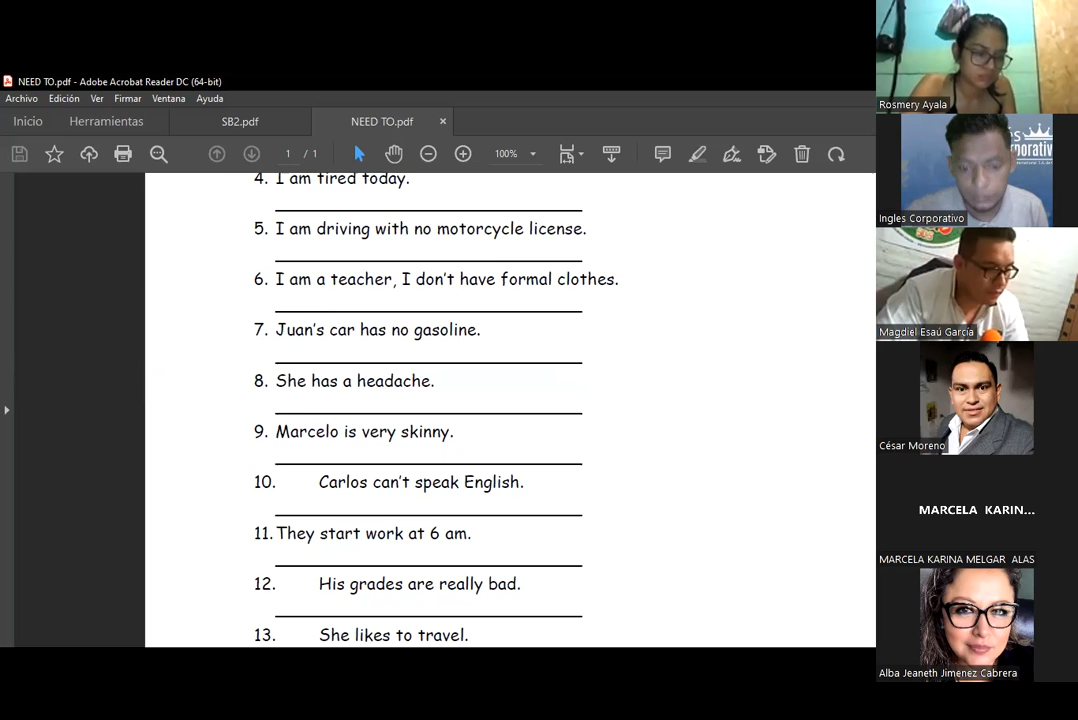 NEED TO.pdf - Adobe Acrobat Reader DC (64-bit)
Archivo Edición Ver Firmar Ventana Ayuda
Inicio Herramientas SB2.pdf NEED TO.pdf ×
1 / 1 100%
4. I am tired today.
5. I am driving with no motorcycle license.
6. I am a teacher, I don't have formal clothes.
7. Juan's car has no gasoline.
8. She has a headache.
9. Marcelo is very skinny.
10. Carlos can't speak English.
11. They start work at 6 am.
12. His grades are really bad.
13. She likes to travel.
Rosmery Ayala
Ingles Corporativo
Magdiel Esaú García
César Moreno
MARCELA KARIN...
MARCELA KARINA MELGAR ALAS
Alba Jeaneth Jimenez Cabrera